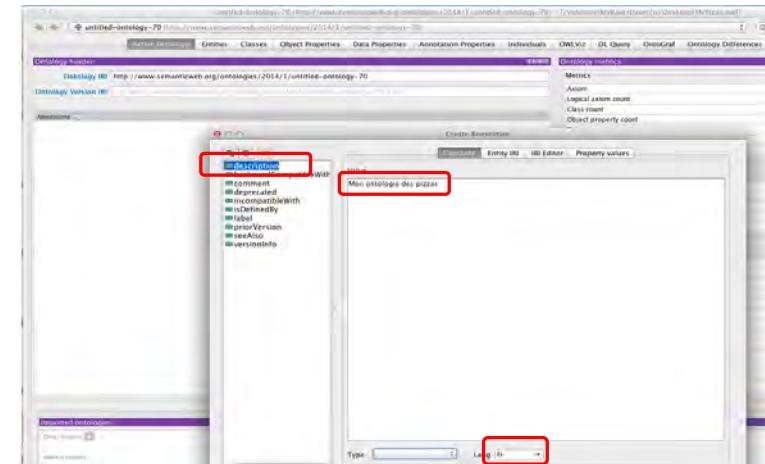 untitled-ontology-70
Active Ontology Entities Classes Object Properties Data Properties Annotation Properties Individuals OWLViz DL Query OntoGraf Ontology Differences
Ontology header:
Ontology metrics
Ontology IRI http://www.semanticweb.org/ontologies/2014/1/untitled-ontology-70
Metrics
Ontology Version IRI
Axiom
Logical axiom count
Class count
Object property count
Annotations
Create Annotation
Constant Entity IRI IRI Editor Property values
description
Value
Mon ontologie des pizzas
comment
deprecated
incompatibleWith
isDefinedBy
label
priorVersion
seeAlso
versionInfo
Imported ontologies:
Direct Imports
Type
Lang fr